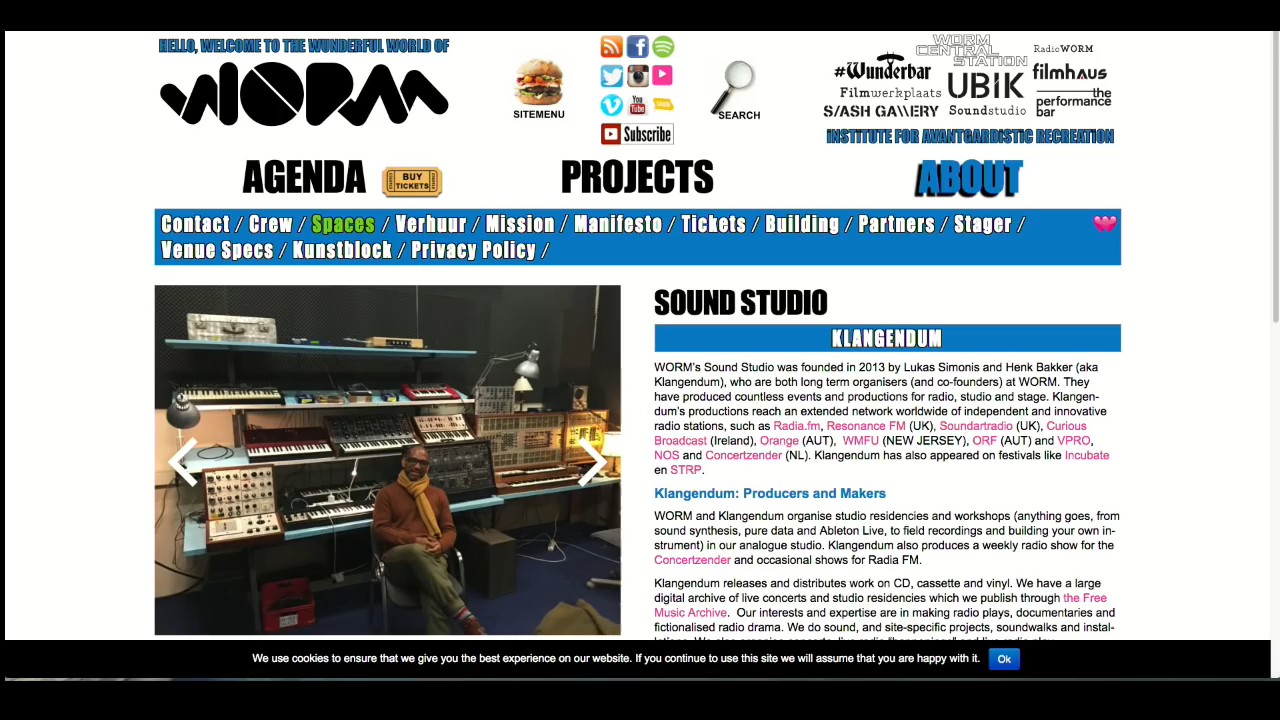 HELLO, WELCOME TO THE WUNDERFUL WORLD OF
WORM
SITEMENU
You Tube
Subscribe
SEARCH
WORM
CENTRAL
STATION
RadioWORM
#Wunderbar
UBIK
filmhaus
Filmwerkplaats
the performance bar
S/ASH GA\\ERY
Soundstudio
INSTITUTE FOR AVANTGARDISTIC RECREATION
AGENDA
BUY TICKETS
PROJECTS
ABOUT
Contact / Crew / Spaces / Verhuur / Mission / Manifesto / Tickets / Building / Partners / Stager /
Venue Specs / Kunstblock / Privacy Policy /
SOUND STUDIO
KLANGENDUM
WORM's Sound Studio was founded in 2013 by Lukas Simonis and Henk Bakker (aka
Klangendum), who are both long term organisers (and co-founders) at WORM. They
have produced countless events and productions for radio, studio and stage. Klangen-
dum's productions reach an extended network worldwide of independent and innovative
radio stations, such as Radia.fm, Resonance FM (UK), Soundartradio (UK), Curious
Broadcast (Ireland), Orange (AUT), WMFU (NEW JERSEY), ORF (AUT) and VPRO,
NOS and Concertzender (NL). Klangendum has also appeared on festivals like Incubate
en STRP.
Klangendum: Producers and Makers
WORM and Klangendum organise studio residencies and workshops (anything goes, from
sound synthesis, pure data and Ableton Live, to field recordings and building your own in-
strument) in our analogue studio. Klangendum also produces a weekly radio show for the
Concertzender and occasional shows for Radia FM.
Klangendum releases and distributes work on CD, cassette and vinyl. We have a large
digital archive of live concerts and studio residencies which we publish through the Free
Music Archive. Our interests and expertise are in making radio plays, documentaries and
fictionalised radio drama. We do sound, and site-specific projects, soundwalks and instal-
We use cookies to ensure that we give you the best experience on our website. If you continue to use this site we will assume that you are happy with it. Ok